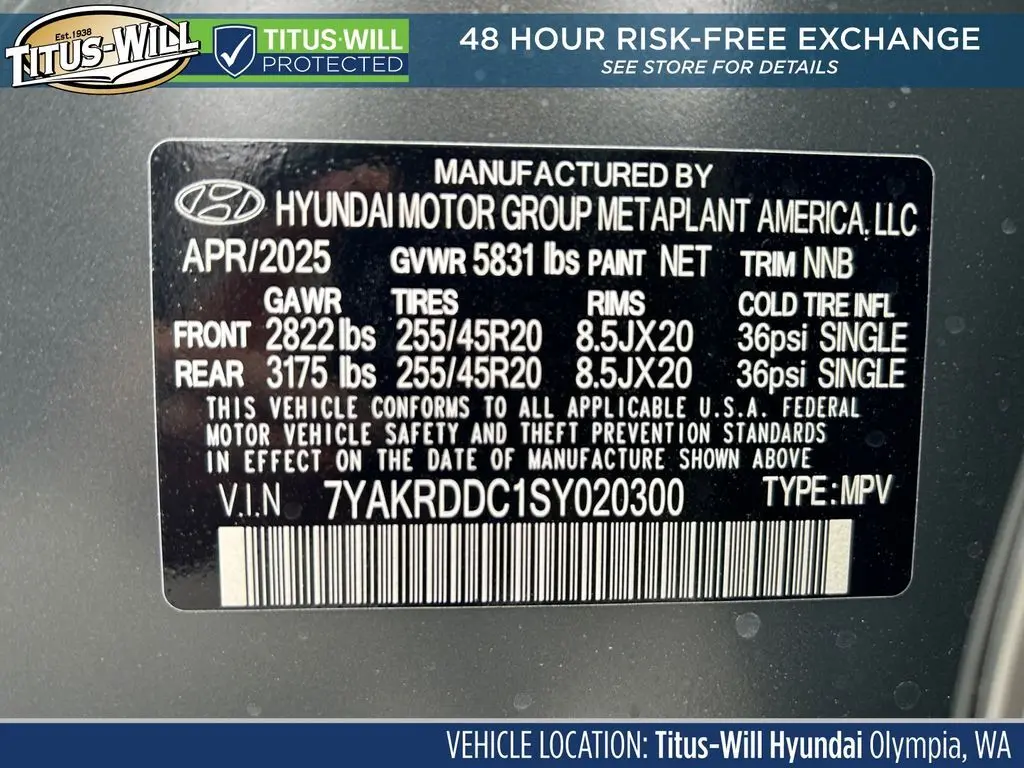 Est. 1938
TITUS-WILL
TITUS-WILL
PROTECTED
48 HOUR RISK-FREE EXCHANGE
SEE STORE FOR DETAILS
MANUFACTURED BY
HYUNDAI MOTOR GROUP METAPLANT AMERICA, LLC
APR/2025 GVWR 5831 lbs PAINT NET TRIM NNB
GAWR TIRES RIMS COLD TIRE INFL
FRONT 2822 lbs 255/45R20 8.5JX20 36psi SINGLE
REAR 3175 lbs 255/45R20 8.5JX20 36psi SINGLE
THIS VEHICLE CONFORMS TO ALL APPLICABLE U.S.A. FEDERAL
MOTOR VEHICLE SAFETY AND THEFT PREVENTION STANDARDS
IN EFFECT ON THE DATE OF MANUFACTURE SHOWN ABOVE
V.I.N 7YAKRDDC1SY020300 TYPE: MPV
VEHICLE LOCATION: Titus-Will Hyundai Olympia, WA